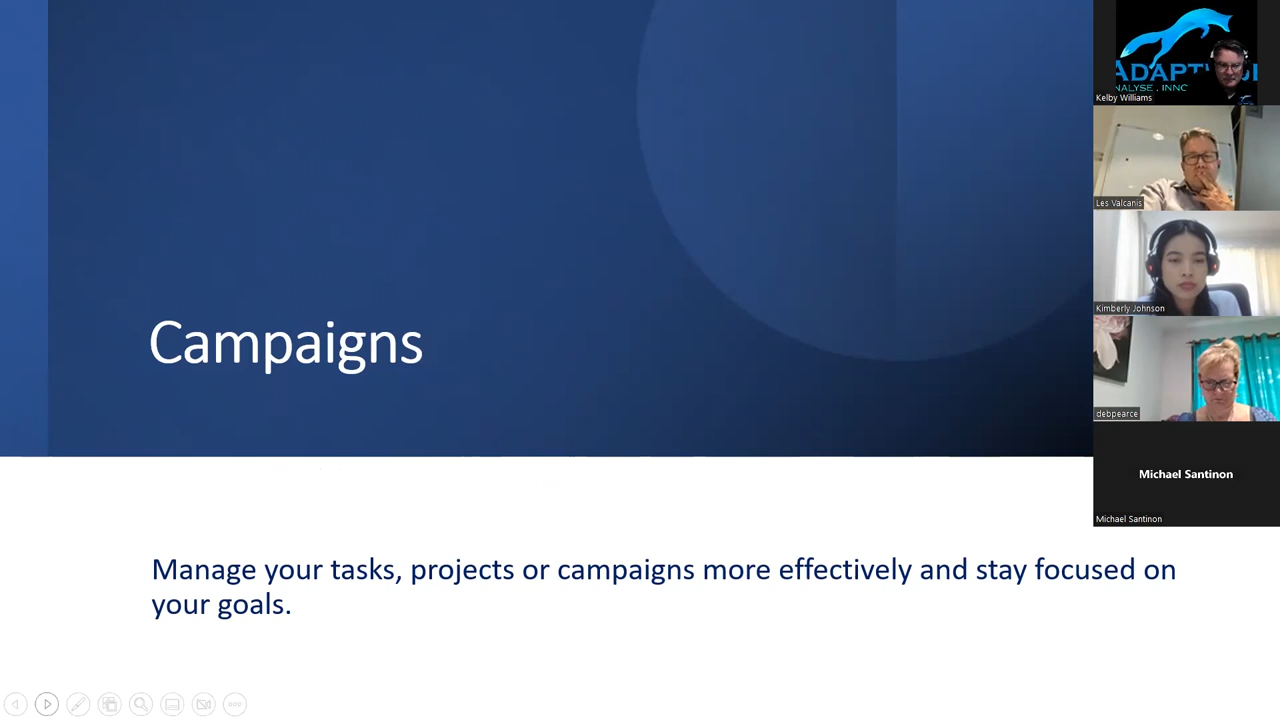 Campaigns
Manage your tasks, projects or campaigns more effectively and stay focused on
your goals.
Kelby Williams
Les Valcanis
Kimberly Johnson
debpearce
Michael Santinon
Michael Santinon